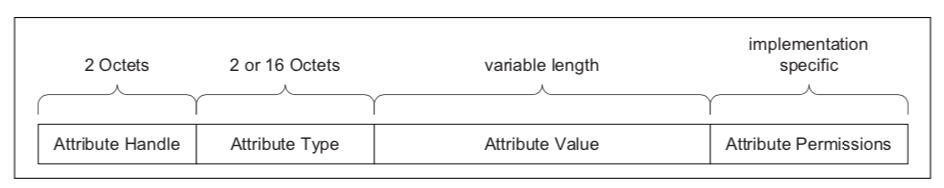 2 Octets
2 or 16 Octets
variable length
implementation
specific
Attribute Handle
Attribute Type
Attribute Value
Attribute Permissions